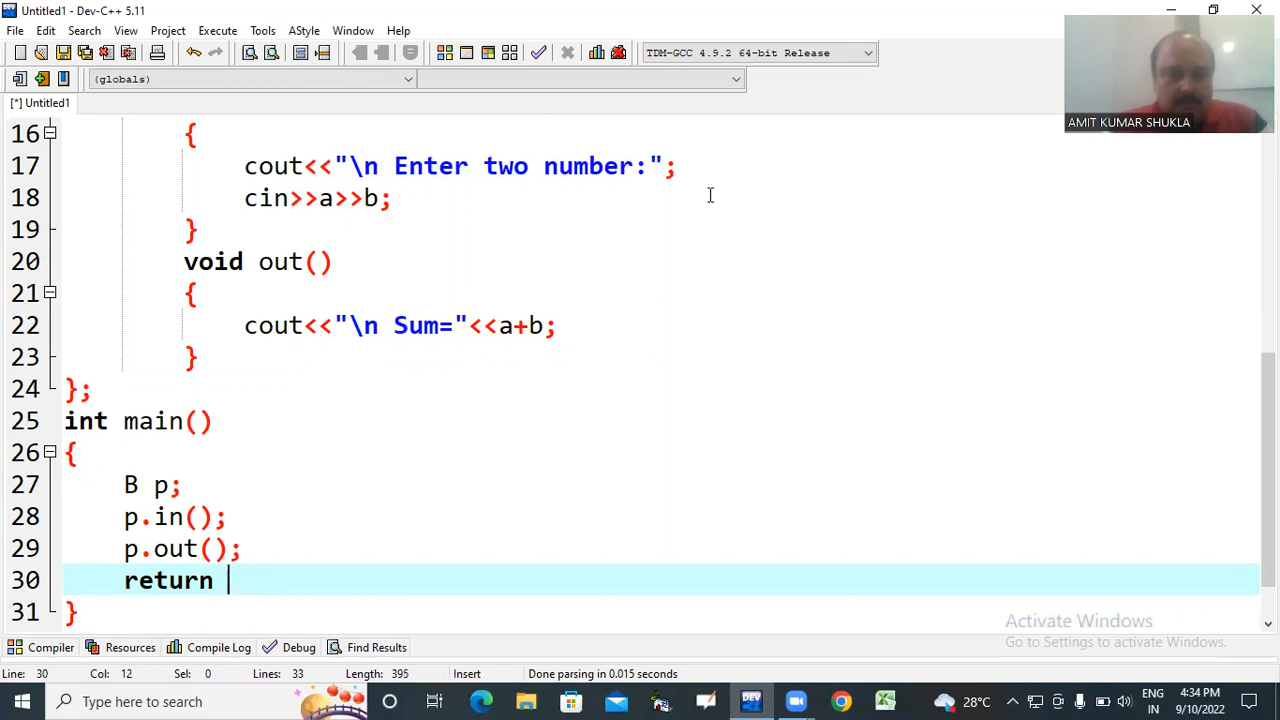 Untitled1 - Dev-C++ 5.11
File Edit Search View Project Execute Tools AStyle Window Help
TDM-GCC 4.9.2 64-bit Release
(globals)
[*] Untitled1
AMIT KUMAR SHUKLA
16 {
17 cout<<"\n Enter two number:";
18 cin>>a>>b;
19 }
20 void out()
21 {
22 cout<<"\n Sum="<<a+b;
23 }
24 };
25 int main()
26 {
27 B p;
28 p.in();
29 p.out();
30 return
31 }
Activate Windows
Go to Settings to activate Windows.
Compiler Resources Compile Log Debug Find Results
Line: 30 Col: 12 Sel: 0 Lines: 33 Length: 395 Insert Done parsing in 0.015 seconds
Type here to search
DEV
28°C
ENG
IN
4:34 PM
9/10/2022